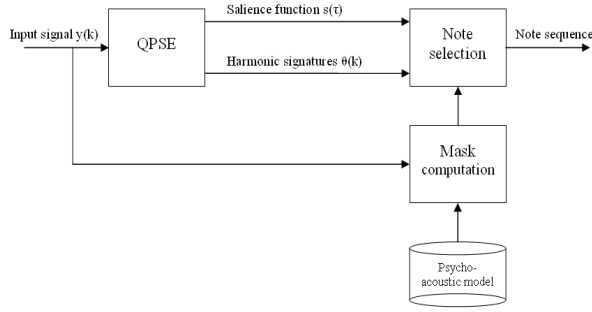 Input signal y(k)
QPSE
Salience function s(τ)
Harmonic signatures θ(k)
Note
selection
Note sequence
Mask
computation
Psycho-
acoustic model